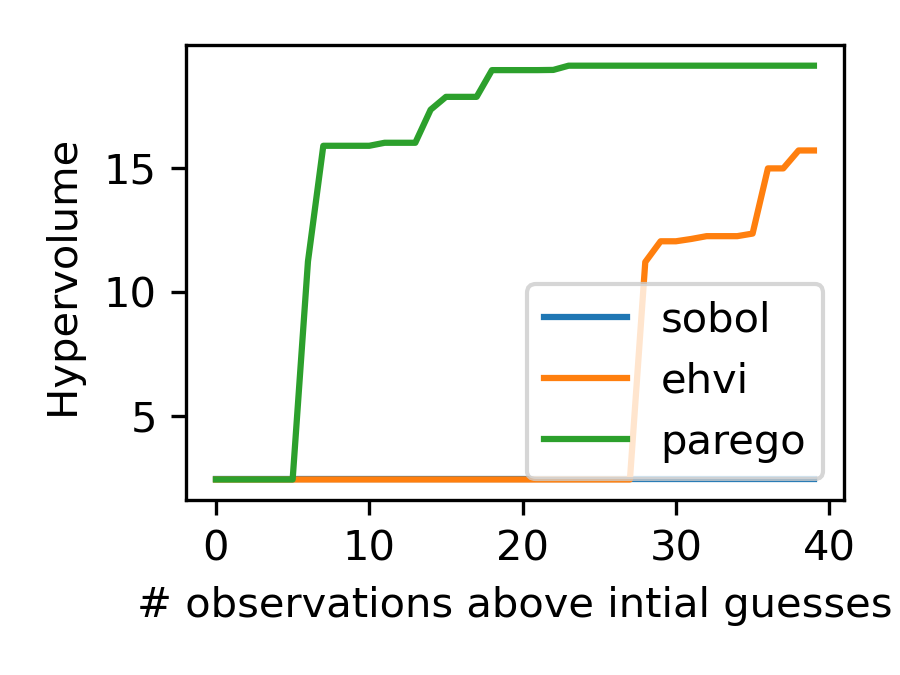 Hypervolume
15
10
5
sobol
ehvi
parego
0 10 20 30 40
# observations above intial guesses